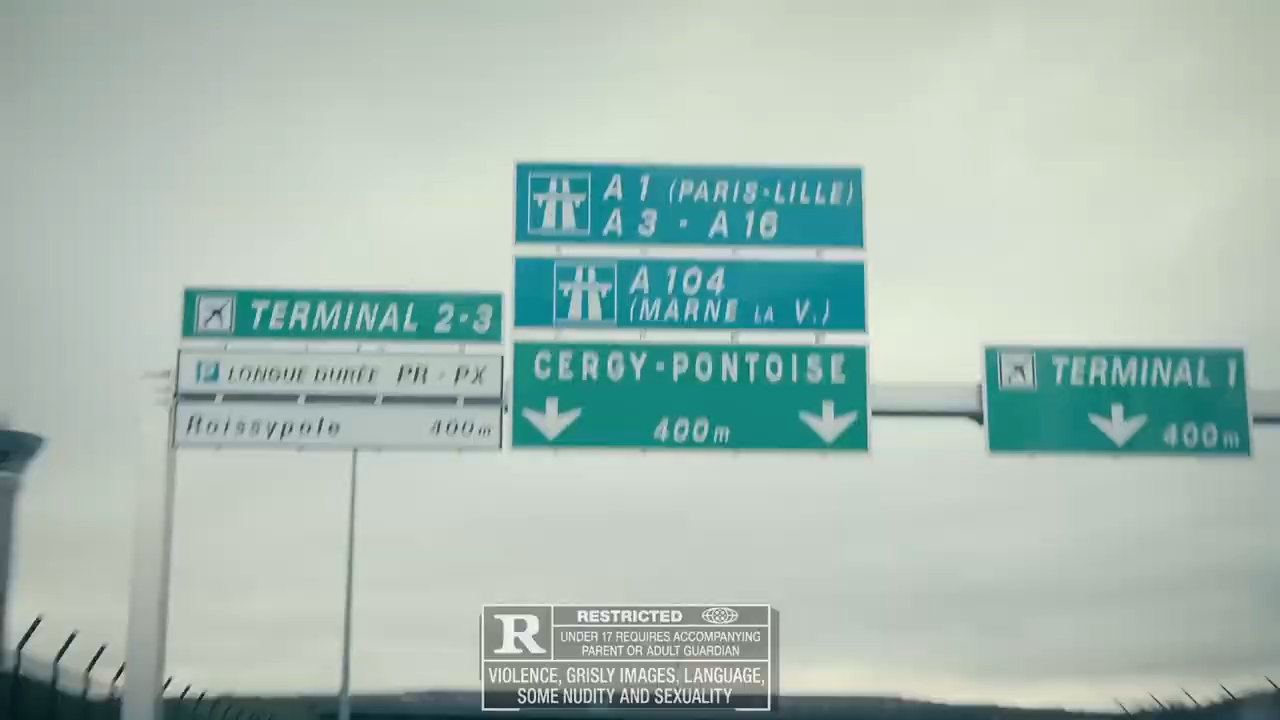 A 1 (PARIS-LILLE)
A 3 - A 16
A 104
(MARNE LA V.)
TERMINAL 2-3
P LONGUE DURÉE PR - PX
Roissypole 400m
CERGY-PONTOISE
400m
TERMINAL 1
400m
R
RESTRICTED
UNDER 17 REQUIRES ACCOMPANYING
PARENT OR ADULT GUARDIAN
VIOLENCE, GRISLY IMAGES, LANGUAGE,
SOME NUDITY AND SEXUALITY